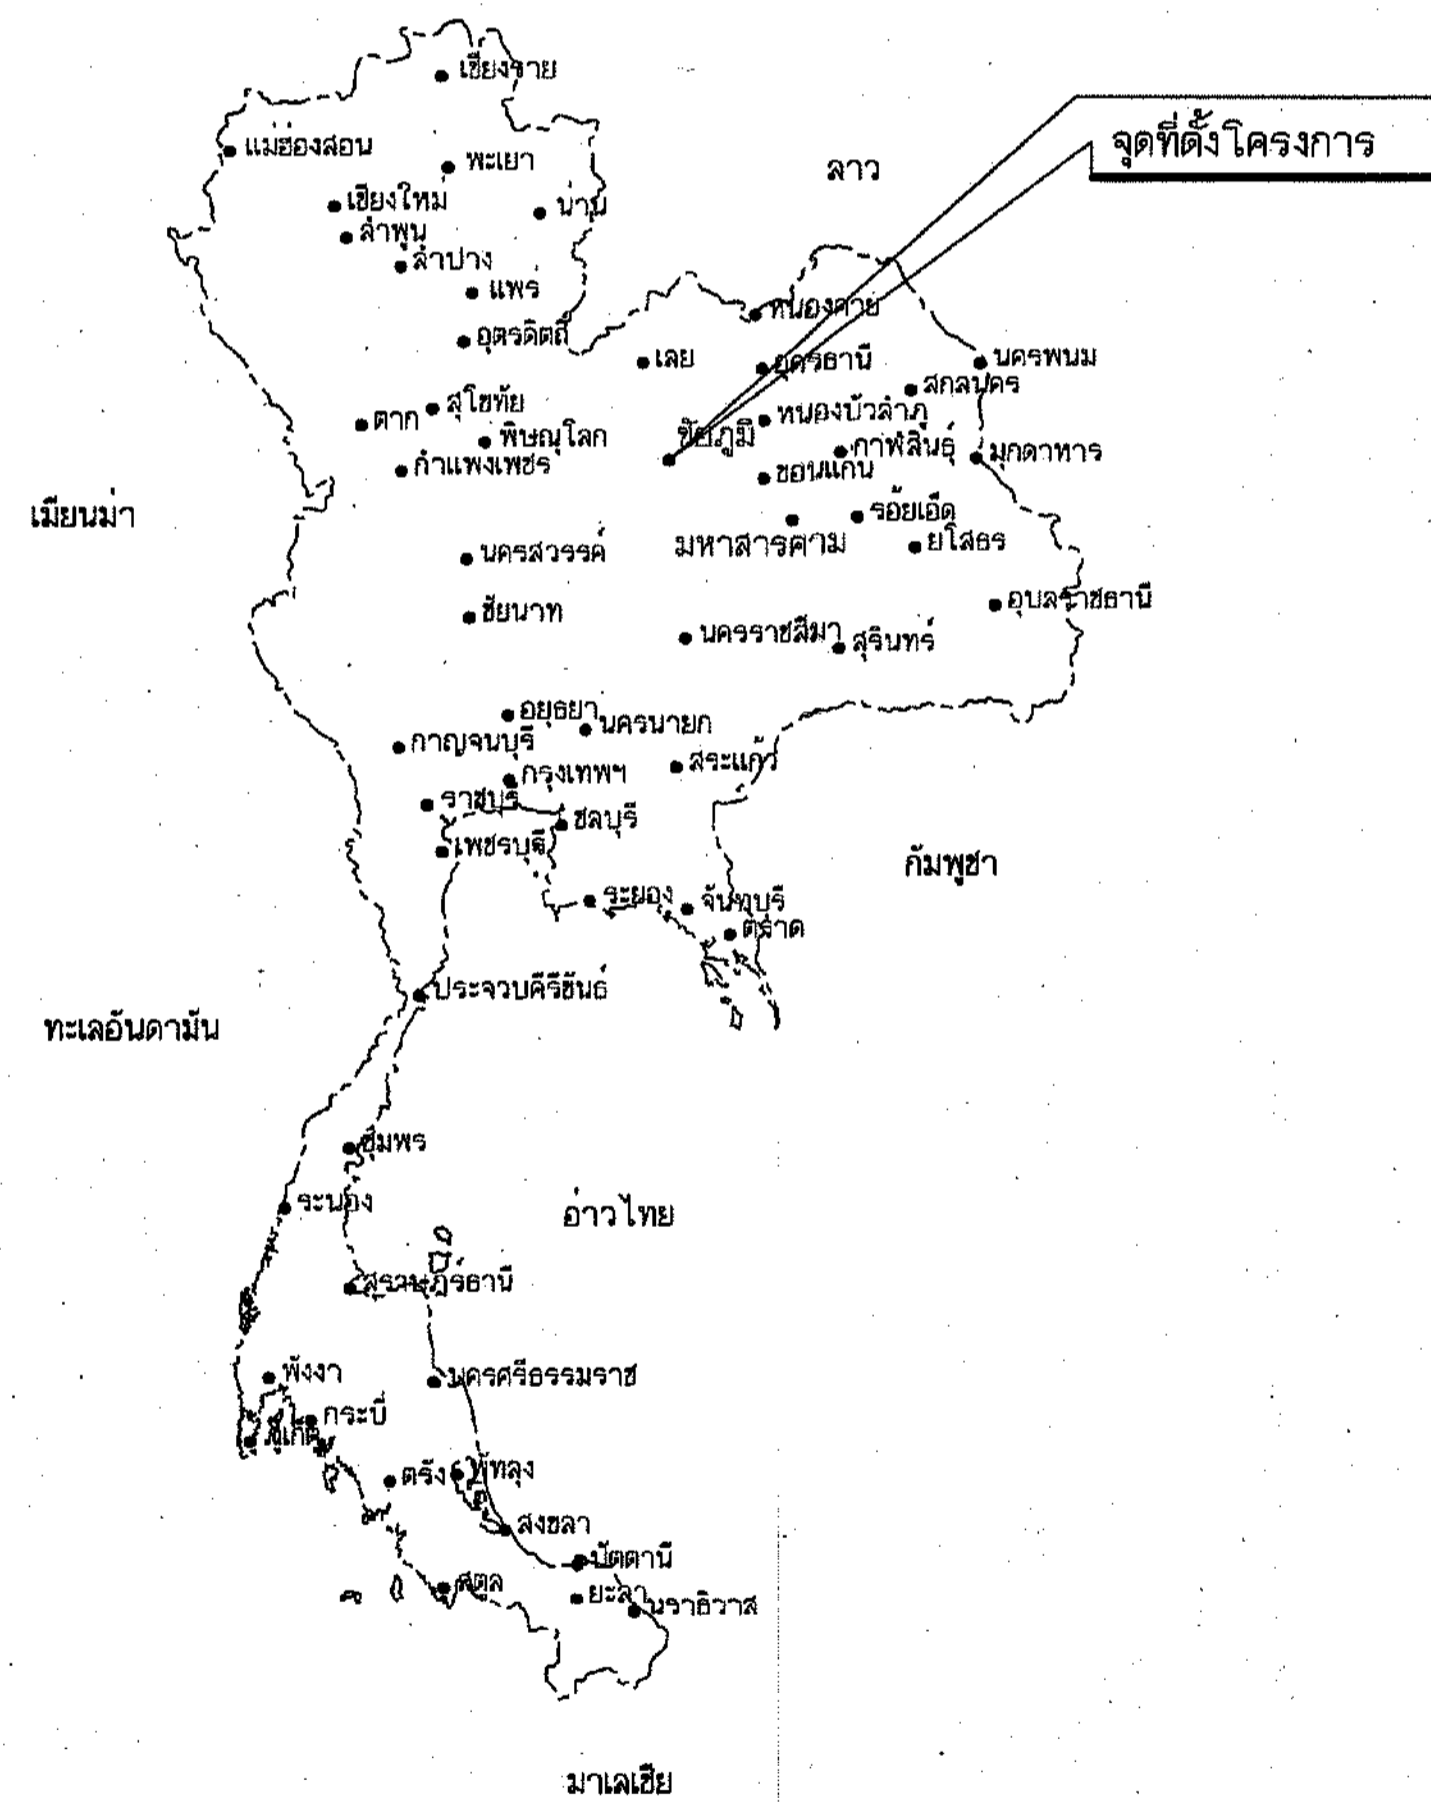 เชียงราย
จุดที่ตั้งโครงการ
แม่ฮ่องสอน
พะเยา
ลาว
เชียงใหม่
น่าน
ลำพูน
ลำปาง
แพร่
หนองคาย
อุตรดิตถ์
เลย
อุดรธานี
นครพนม
สกลนคร
สุโขทัย
หนองบัวลำภู
ตาก
พิษณุโลก
ชัยภูมิ
กาฬสินธุ์
มุกดาหาร
กำแพงเพชร
ขอนแก่น
เมียนม่า
ร้อยเอ็ด
มหาสารคาม
ยโสธร
นครสวรรค์
อุบลราชธานี
ชัยนาท
นครราชสีมา
สุรินทร์
อยุธยา
นครนายก
กาญจนบุรี
สระแก้ว
กรุงเทพฯ
ราชบุรี
ชลบุรี
เพชรบุรี
กัมพูชา
ระยอง
จันทบุรี
ตราด
ประจวบคีรีขันธ์
ทะเลอันดามัน
ชุมพร
ระนอง
อ่าวไทย
สุราษฎร์ธานี
พังงา
นครศรีธรรมราช
กระบี่
ภูเก็ต
ตรัง
พัทลุง
สงขลา
ปัตตานี
สตูล
ยะลา
นราธิวาส
มาเลเซีย